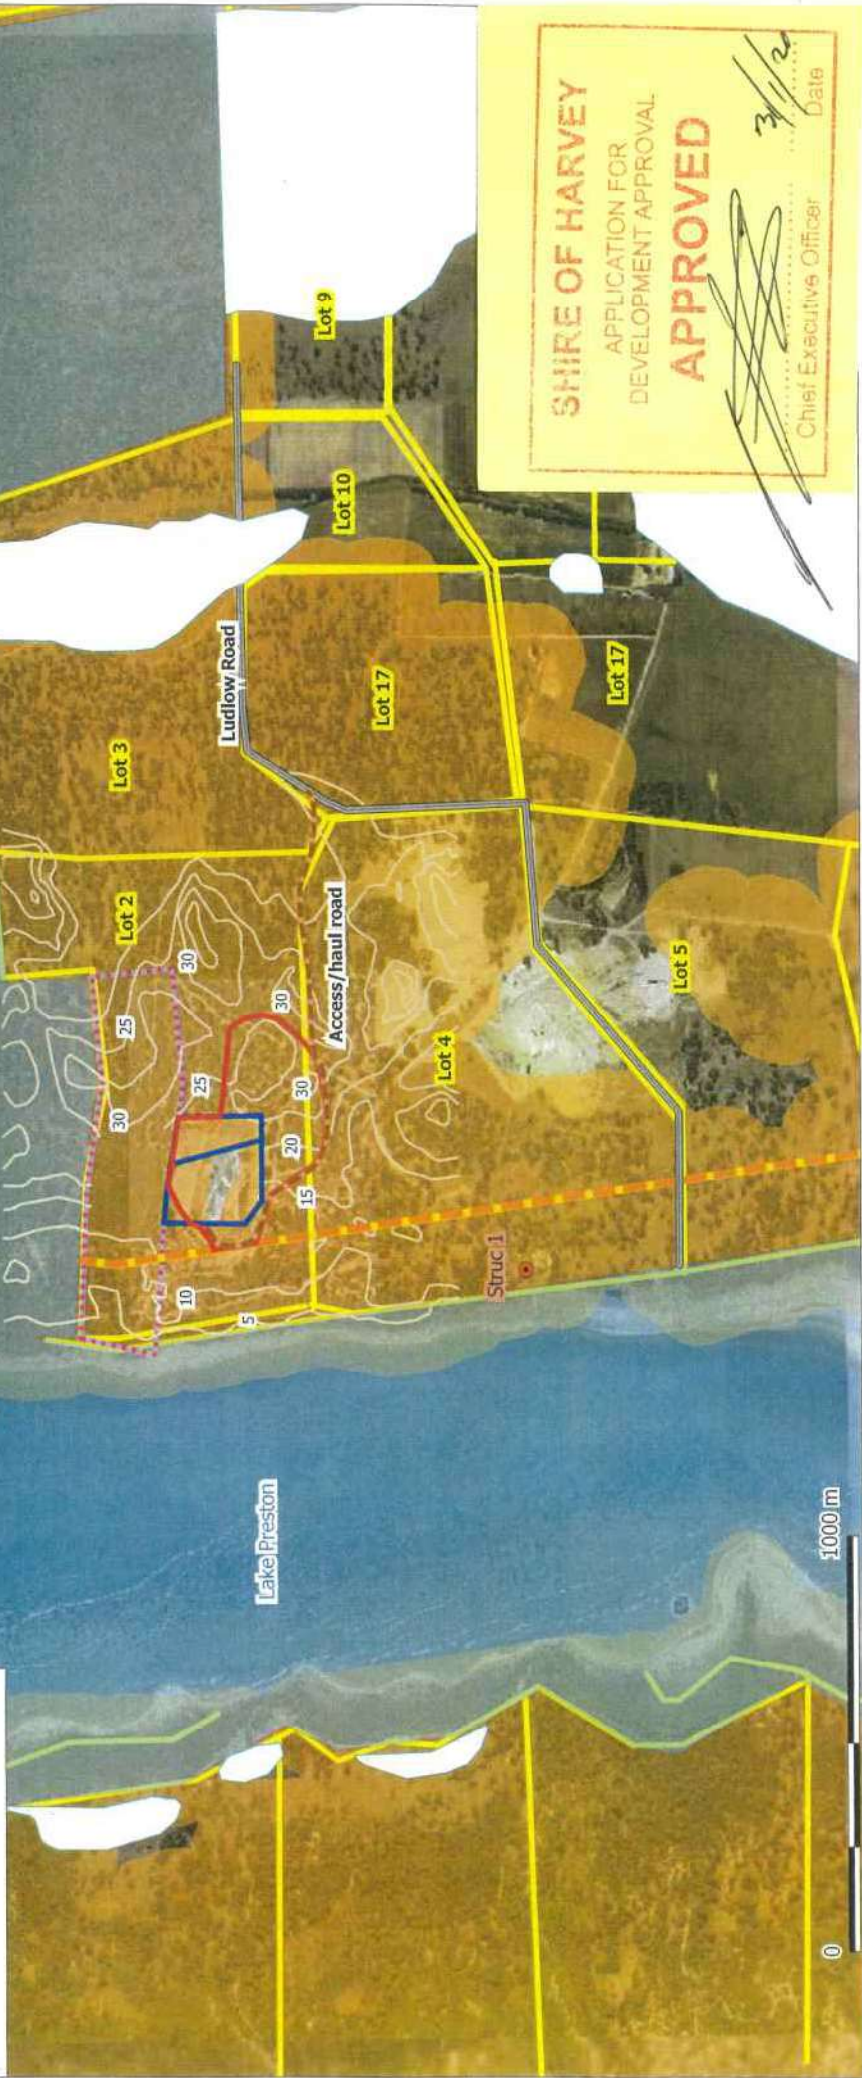 SHIRE OF HARVEY
APPLICATION FOR
DEVELOPMENT APPROVAL
APPROVED
Chief Executive Officer
Date
Lot 9
Lot 10
Ludlow Road
Lot 17
Lot 17
Lot 3
Lot 2
Access/haul road
Lot 4
Lot 5
30
25
30
25
30
30
20
15
10
5
Struc 1
Lake Preston
0
1000 m